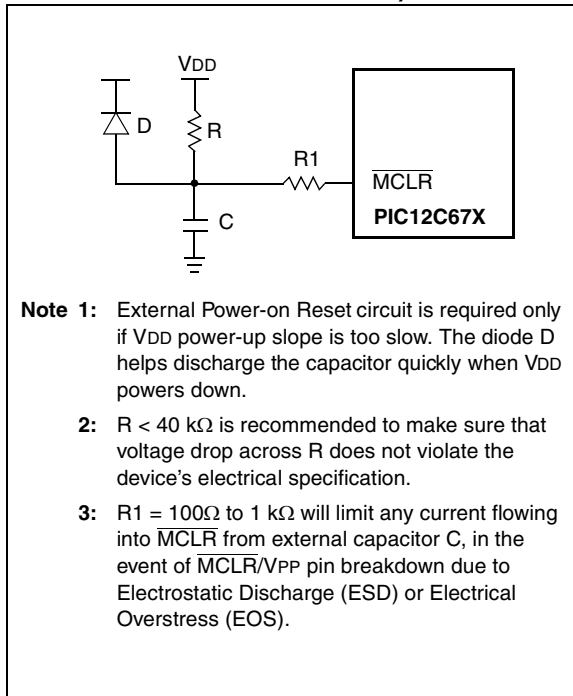 VDD
D
R
R1
MCLR
C
PIC12C67X
Note 1: External Power-on Reset circuit is required only
if VDD power-up slope is too slow. The diode D
helps discharge the capacitor quickly when VDD
powers down.
2: R < 40 kΩ is recommended to make sure that
voltage drop across R does not violate the
device's electrical specification.
3: R1 = 100Ω to 1 kΩ will limit any current flowing
into MCLR from external capacitor C, in the
event of MCLR/VPP pin breakdown due to
Electrostatic Discharge (ESD) or Electrical
Overstress (EOS).